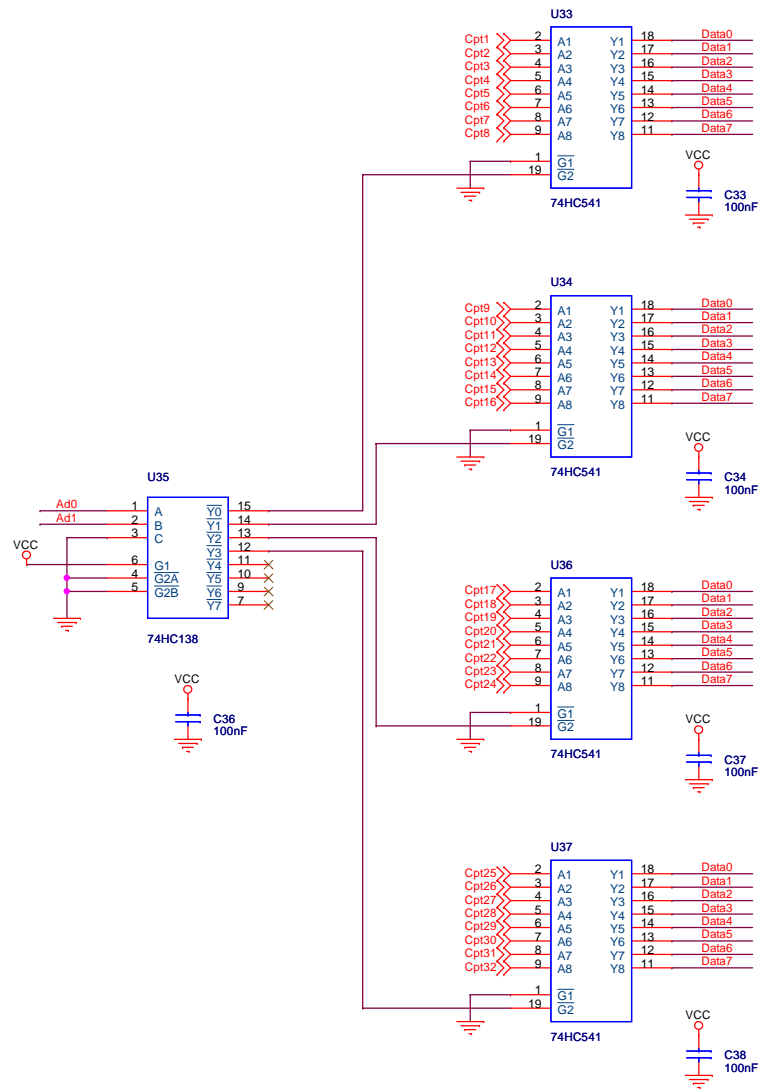 U33
Cpt1 2 A1 Y1 18 Data0
Cpt2 3 A2 Y2 17 Data1
Cpt3 4 A3 Y3 16 Data2
Cpt4 5 A4 Y4 15 Data3
Cpt5 6 A5 Y5 14 Data4
Cpt6 7 A6 Y6 13 Data5
Cpt7 8 A7 Y7 12 Data6
Cpt8 9 A8 Y8 11 Data7
1 G1
19 G2
74HC541
VCC
C33
100nF
U34
Cpt9 2 A1 Y1 18 Data0
Cpt10 3 A2 Y2 17 Data1
Cpt11 4 A3 Y3 16 Data2
Cpt12 5 A4 Y4 15 Data3
Cpt13 6 A5 Y5 14 Data4
Cpt14 7 A6 Y6 13 Data5
Cpt15 8 A7 Y7 12 Data6
Cpt16 9 A8 Y8 11 Data7
1 G1
19 G2
74HC541
VCC
C34
100nF
U35
Ad0 1 A Y0 15
Ad1 2 B Y1 14
3 C Y2 13
Y3 12
VCC 6 G1 Y4 11
4 G2A Y5 10
5 G2B Y6 9
Y7 7
74HC138
VCC
C36
100nF
U36
Cpt17 2 A1 Y1 18 Data0
Cpt18 3 A2 Y2 17 Data1
Cpt19 4 A3 Y3 16 Data2
Cpt20 5 A4 Y4 15 Data3
Cpt21 6 A5 Y5 14 Data4
Cpt22 7 A6 Y6 13 Data5
Cpt23 8 A7 Y7 12 Data6
Cpt24 9 A8 Y8 11 Data7
1 G1
19 G2
74HC541
VCC
C37
100nF
U37
Cpt25 2 A1 Y1 18 Data0
Cpt26 3 A2 Y2 17 Data1
Cpt27 4 A3 Y3 16 Data2
Cpt28 5 A4 Y4 15 Data3
Cpt29 6 A5 Y5 14 Data4
Cpt30 7 A6 Y6 13 Data5
Cpt31 8 A7 Y7 12 Data6
Cpt32 9 A8 Y8 11 Data7
1 G1
19 G2
74HC541
VCC
C38
100nF